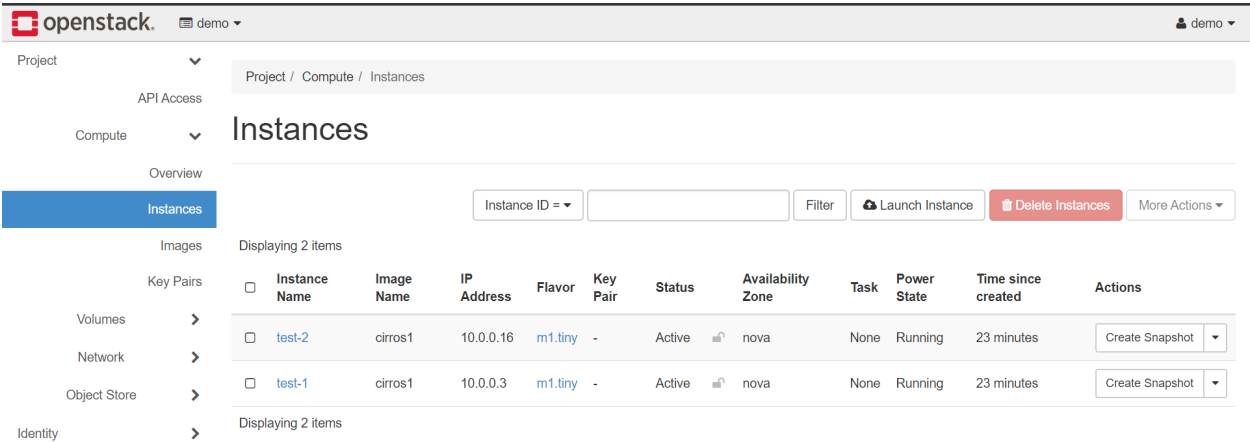 openstack. demo demo
Project
API Access
Compute
Overview
Instances
Images
Key Pairs
Volumes
Network
Object Store
Identity
Project / Compute / Instances
Instances
Instance ID = Filter Launch Instance Delete Instances More Actions
Displaying 2 items
Instance Name Image Name IP Address Flavor Key Pair Status Availability Zone Task Power State Time since created Actions
test-2 cirros1 10.0.0.16 m1.tiny - Active nova None Running 23 minutes Create Snapshot
test-1 cirros1 10.0.0.3 m1.tiny - Active nova None Running 23 minutes Create Snapshot
Displaying 2 items